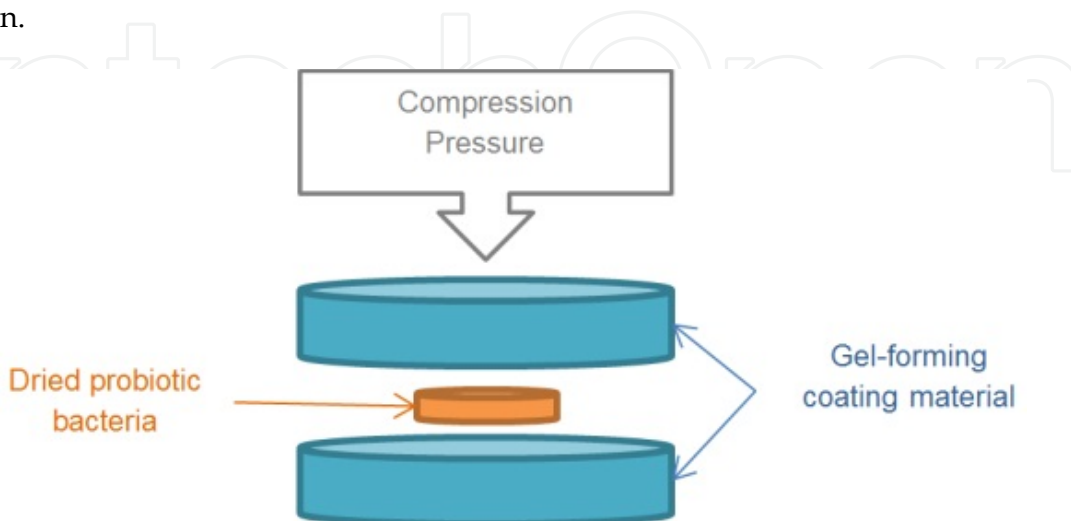 n.
Compression
Pressure
Dried probiotic
bacteria
Gel-forming
coating material